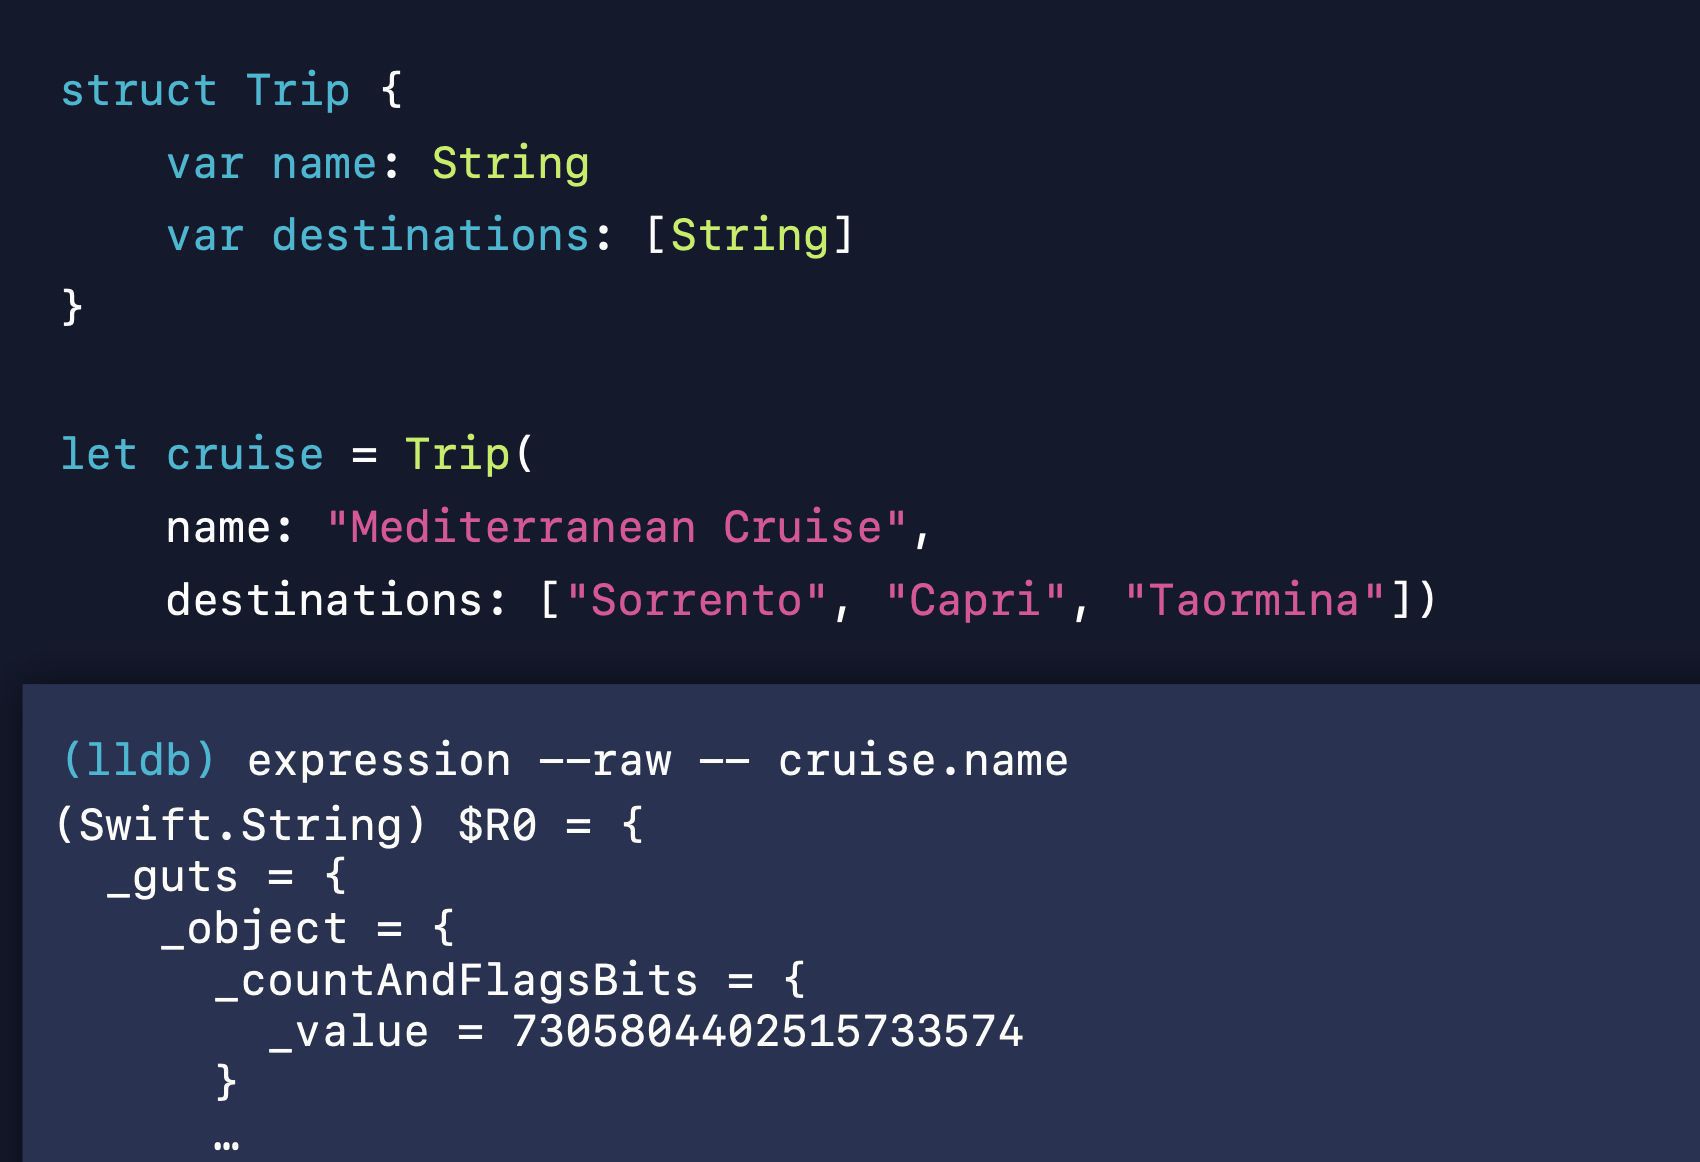 struct Trip {
    var name: String
    var destinations: [String]
}
let cruise = Trip(
    name: "Mediterranean Cruise",
    destinations: ["Sorrento", "Capri", "Taormina"])
(lldb) expression --raw -- cruise.name
(Swift.String) $R0 = {
  _guts = {
    _object = {
      _countAndFlagsBits = {
        _value = 7305804402515733574
      }
      …